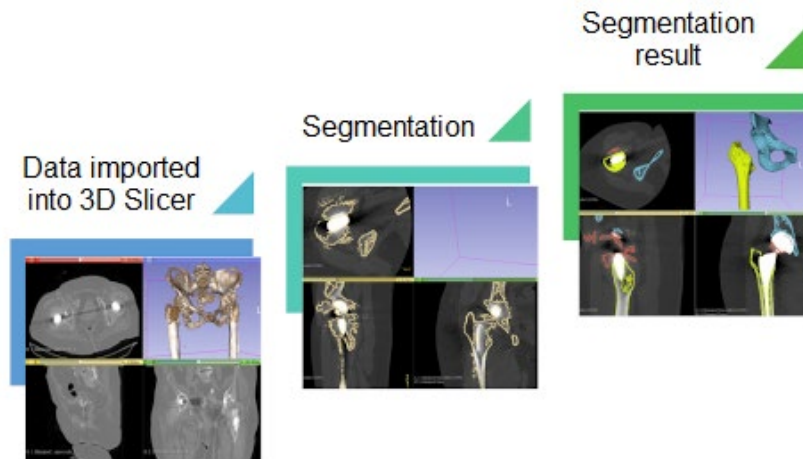 Data imported
into 3D Slicer
Segmentation
Segmentation
result
L
L